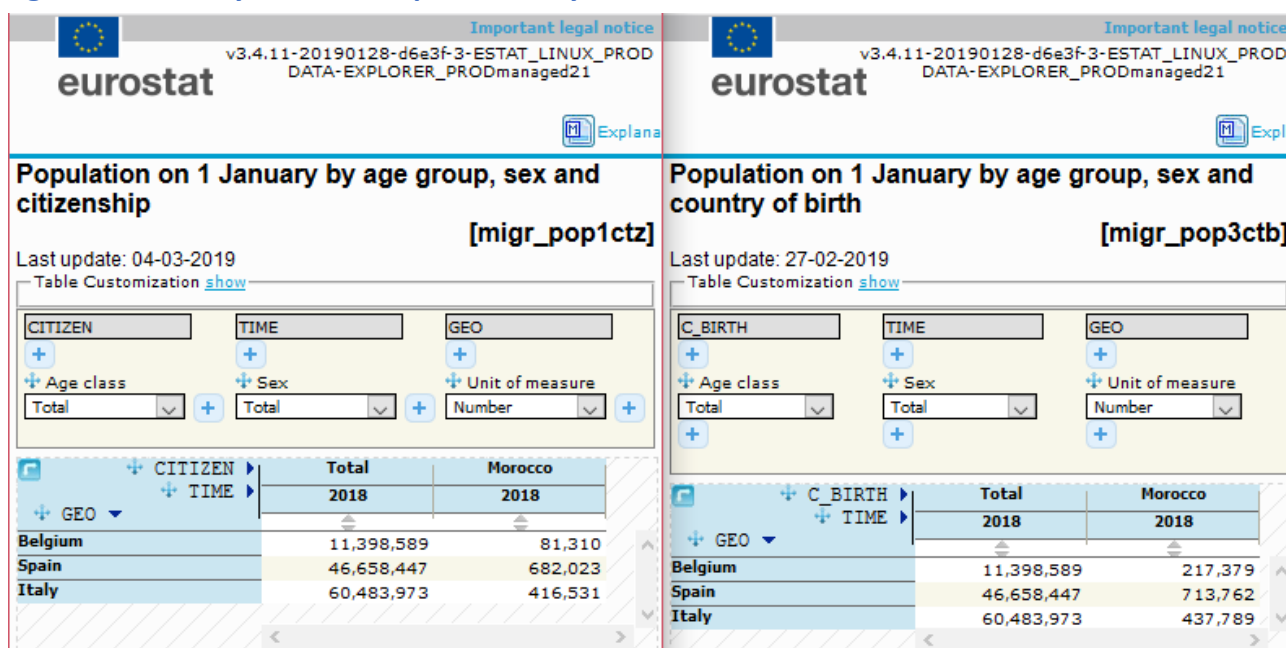 Important legal notice
v3.4.11-20190128-d6e3f-3-ESTAT_LINUX_PROD
DATA-EXPLORER_PRODmanaged21
eurostat
Explana
Population on 1 January by age group, sex and
citizenship
[migr_pop1ctz]
Last update: 04-03-2019
Table Customization show
CITIZEN TIME GEO
+ + +
Age class Sex Unit of measure
Total + Total + Number +
CITIZEN Total Morocco
TIME 2018 2018
GEO
Belgium 11,398,589 81,310
Spain 46,658,447 682,023
Italy 60,483,973 416,531
Important legal notice
v3.4.11-20190128-d6e3f-3-ESTAT_LINUX_PROD
DATA-EXPLORER_PRODmanaged21
eurostat
Expl
Population on 1 January by age group, sex and
country of birth
[migr_pop3ctb]
Last update: 27-02-2019
Table Customization show
C_BIRTH TIME GEO
+ + +
Age class Sex Unit of measure
Total Total Number
+ + +
C_BIRTH Total Morocco
TIME 2018 2018
GEO
Belgium 11,398,589 217,379
Spain 46,658,447 713,762
Italy 60,483,973 437,789